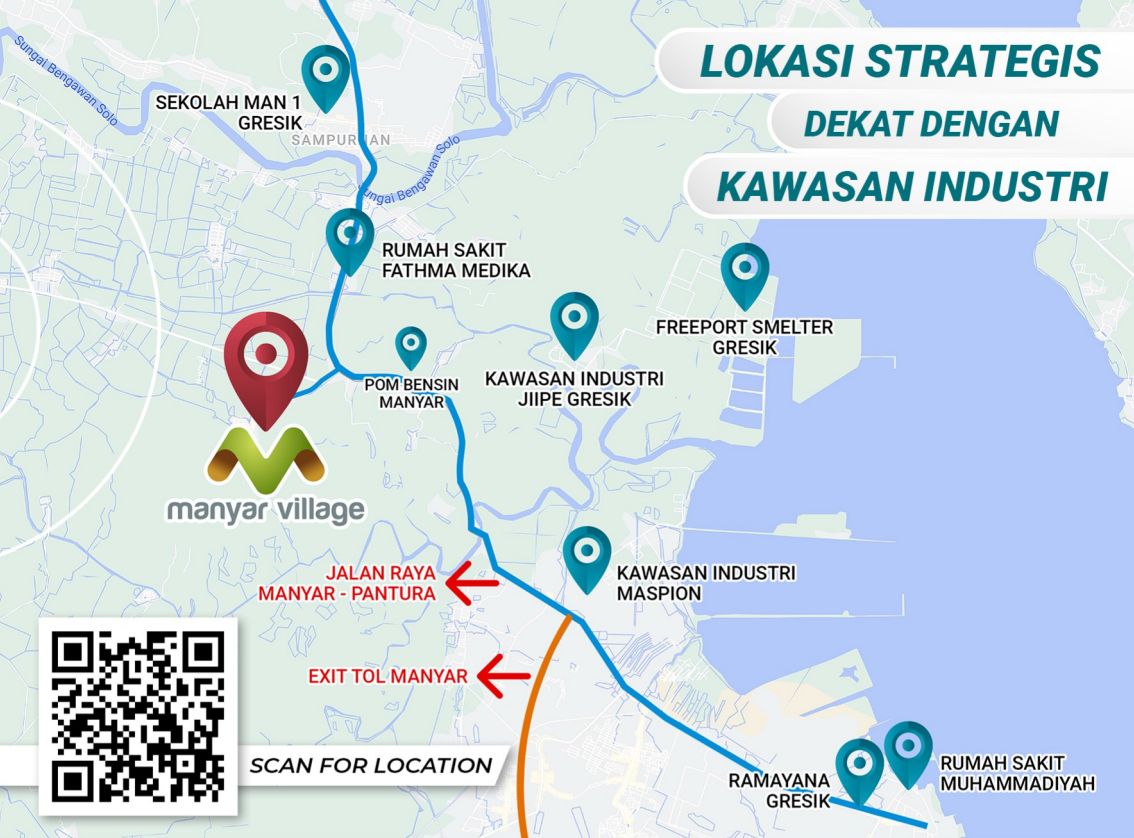 LOKASI STRATEGIS
DEKAT DENGAN
KAWASAN INDUSTRI
Sungai Bengawan Solo
SEKOLAH MAN 1
GRESIK
Sungai Bengawan Solo
RUMAH SAKIT
FATHMA MEDIKA
FREEPORT SMELTER
GRESIK
KAWASAN INDUSTRI
JIIPE GRESIK
POM BENSIN
MANYAR
manyar village
JALAN RAYA
MANYAR - PANTURA
KAWASAN INDUSTRI
MASPION
EXIT TOL MANYAR
SCAN FOR LOCATION
RAMAYANA
GRESIK
RUMAH SAKIT
MUHAMMADIYAH